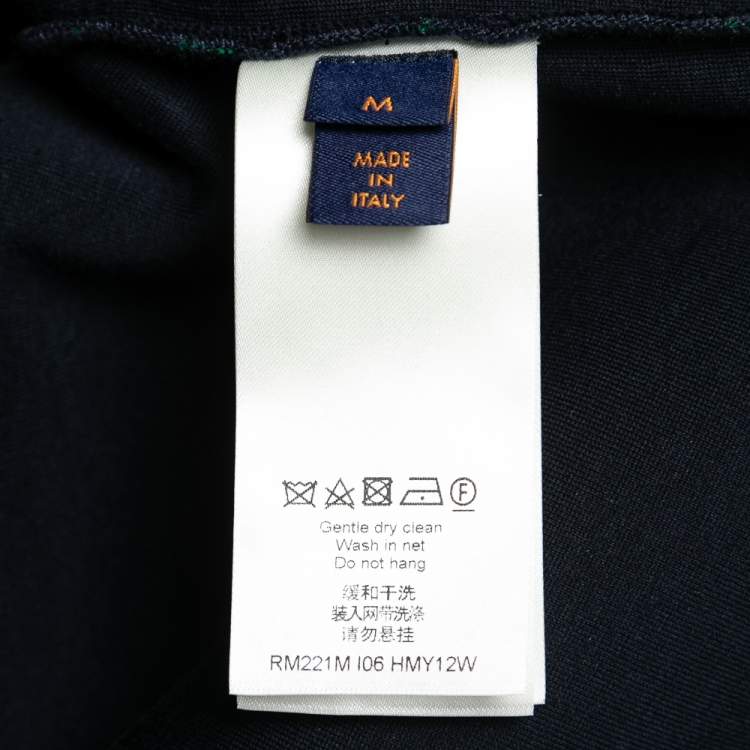 M
MADE
IN
ITALY
F
Gentle dry clean
Wash in net
Do not hang
缓和干洗
装入网带洗涤
请勿悬挂
RM221M I06 HMY12W